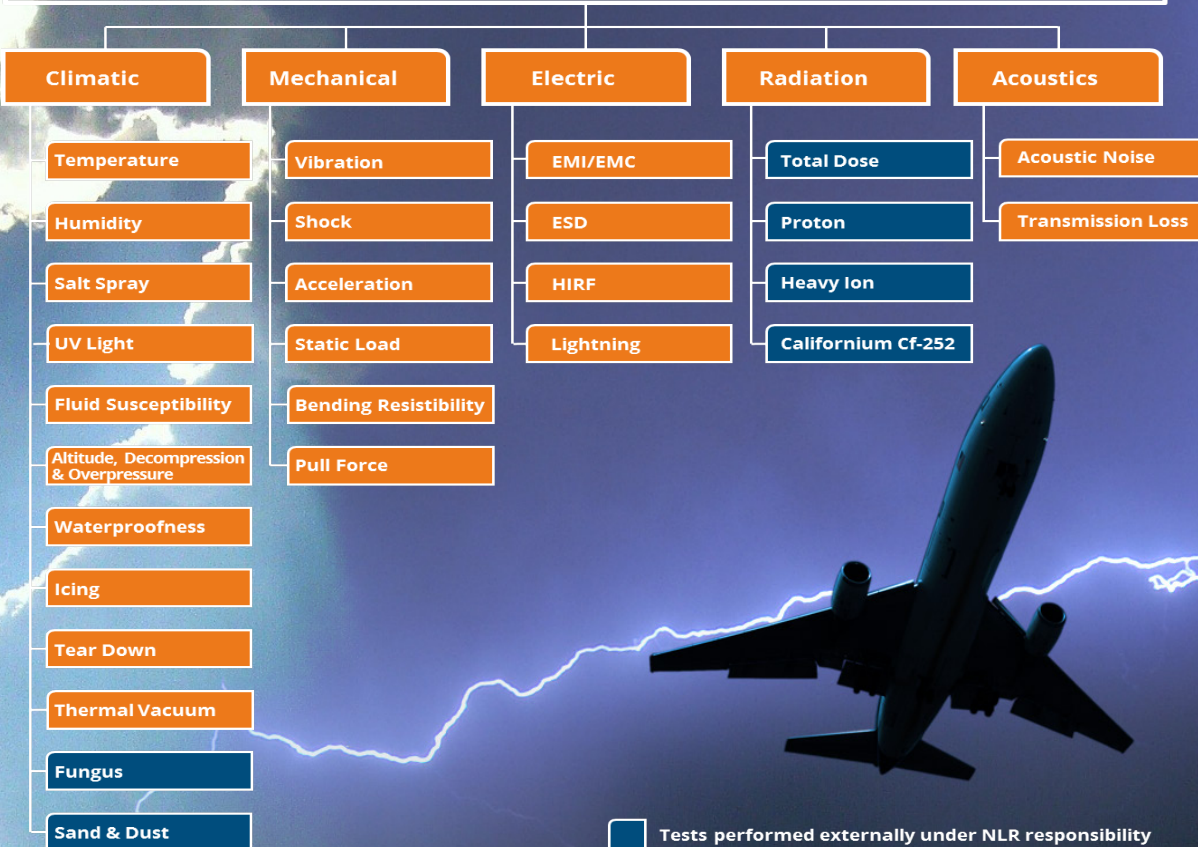 Climatic
Temperature
Humidity
Salt Spray
UV Light
Fluid Susceptibility
Altitude, Decompression
& Overpressure
Waterproofness
Icing
Tear Down
Thermal Vacuum
Fungus
Sand & Dust
Mechanical
Vibration
Shock
Acceleration
Static Load
Bending Resistibility
Pull Force
Electric
EMI/EMC
ESD
HIRF
Lightning
Radiation
Total Dose
Proton
Heavy Ion
Californium Cf-252
Acoustics
Acoustic Noise
Transmission Loss
Tests performed externally under NLR responsibility